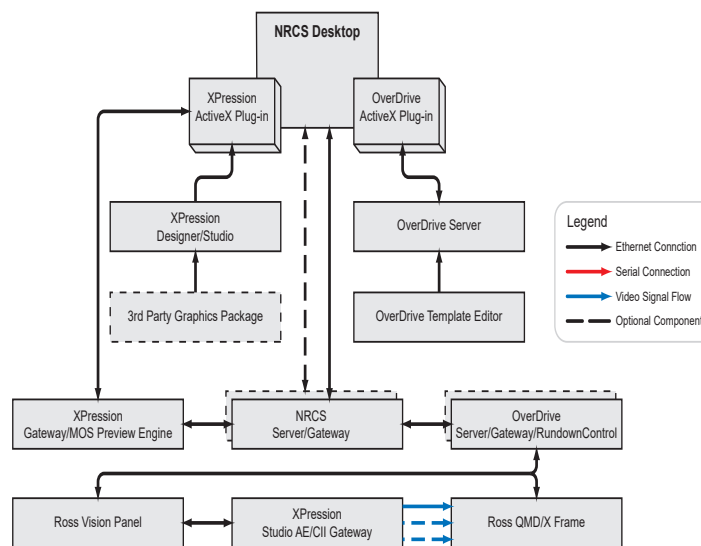 NRCS Desktop
XPression
ActiveX Plug-in
OverDrive
ActiveX Plug-in
XPression
Designer/Studio
OverDrive Server
3rd Party Graphics Package
OverDrive Template Editor
Legend
Ethernet Connction
Serial Connection
Video Signal Flow
Optional Component
XPression
Gateway/MOS Preview Engine
NRCS
Server/Gateway
OverDrive
Server/Gateway/RundownControl
Ross Vision Panel
XPression
Studio AE/CII Gateway
Ross QMD/X Frame